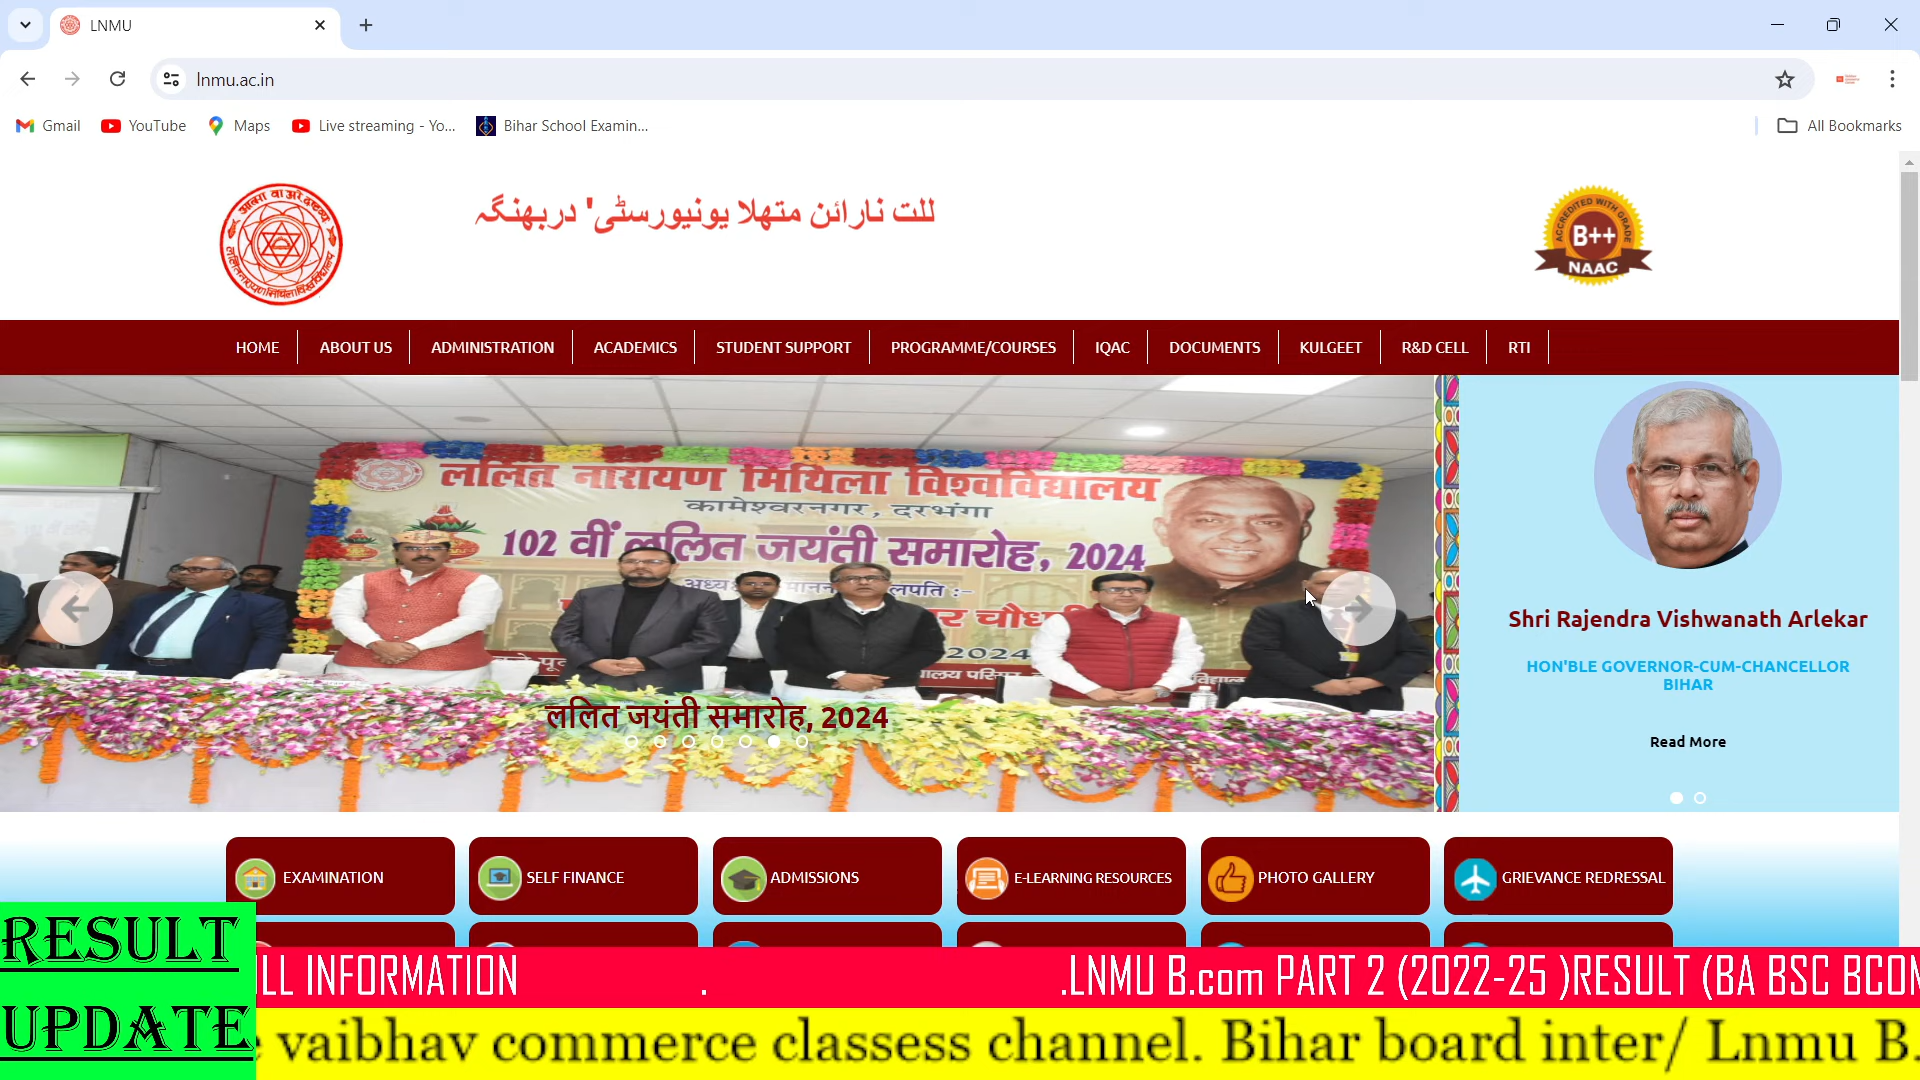 LNMU
lnmu.ac.in
Gmail
YouTube
Maps
Live streaming - Yo...
Bihar School Examin...
All Bookmarks
للت نارائن متھلا یونیورسٹی' دربھنگہ
ACCREDITED WITH GRADE
B++
NAAC
HOME
ABOUT US
ADMINISTRATION
ACADEMICS
STUDENT SUPPORT
PROGRAMME/COURSES
IQAC
DOCUMENTS
KULGEET
R&D CELL
RTI
ललित नारायण मिथिला विश्वविद्यालय
कामेश्वरनगर, दरभंगा
102 वीं ललित जयंती समारोह, 2024
2024
ललित जयंती समारोह, 2024
Shri Rajendra Vishwanath Arlekar
HON'BLE GOVERNOR-CUM-CHANCELLOR
BIHAR
Read More
EXAMINATION
SELF FINANCE
ADMISSIONS
E-LEARNING RESOURCES
PHOTO GALLERY
GRIEVANCE REDRESSAL
RESULT
UPDATE
LL INFORMATION . .LNMU B.com PART 2 (2022-25 )RESULT (BA BSC BCOM
vaibhav commerce classess channel. Bihar board inter/ Lnmu B.